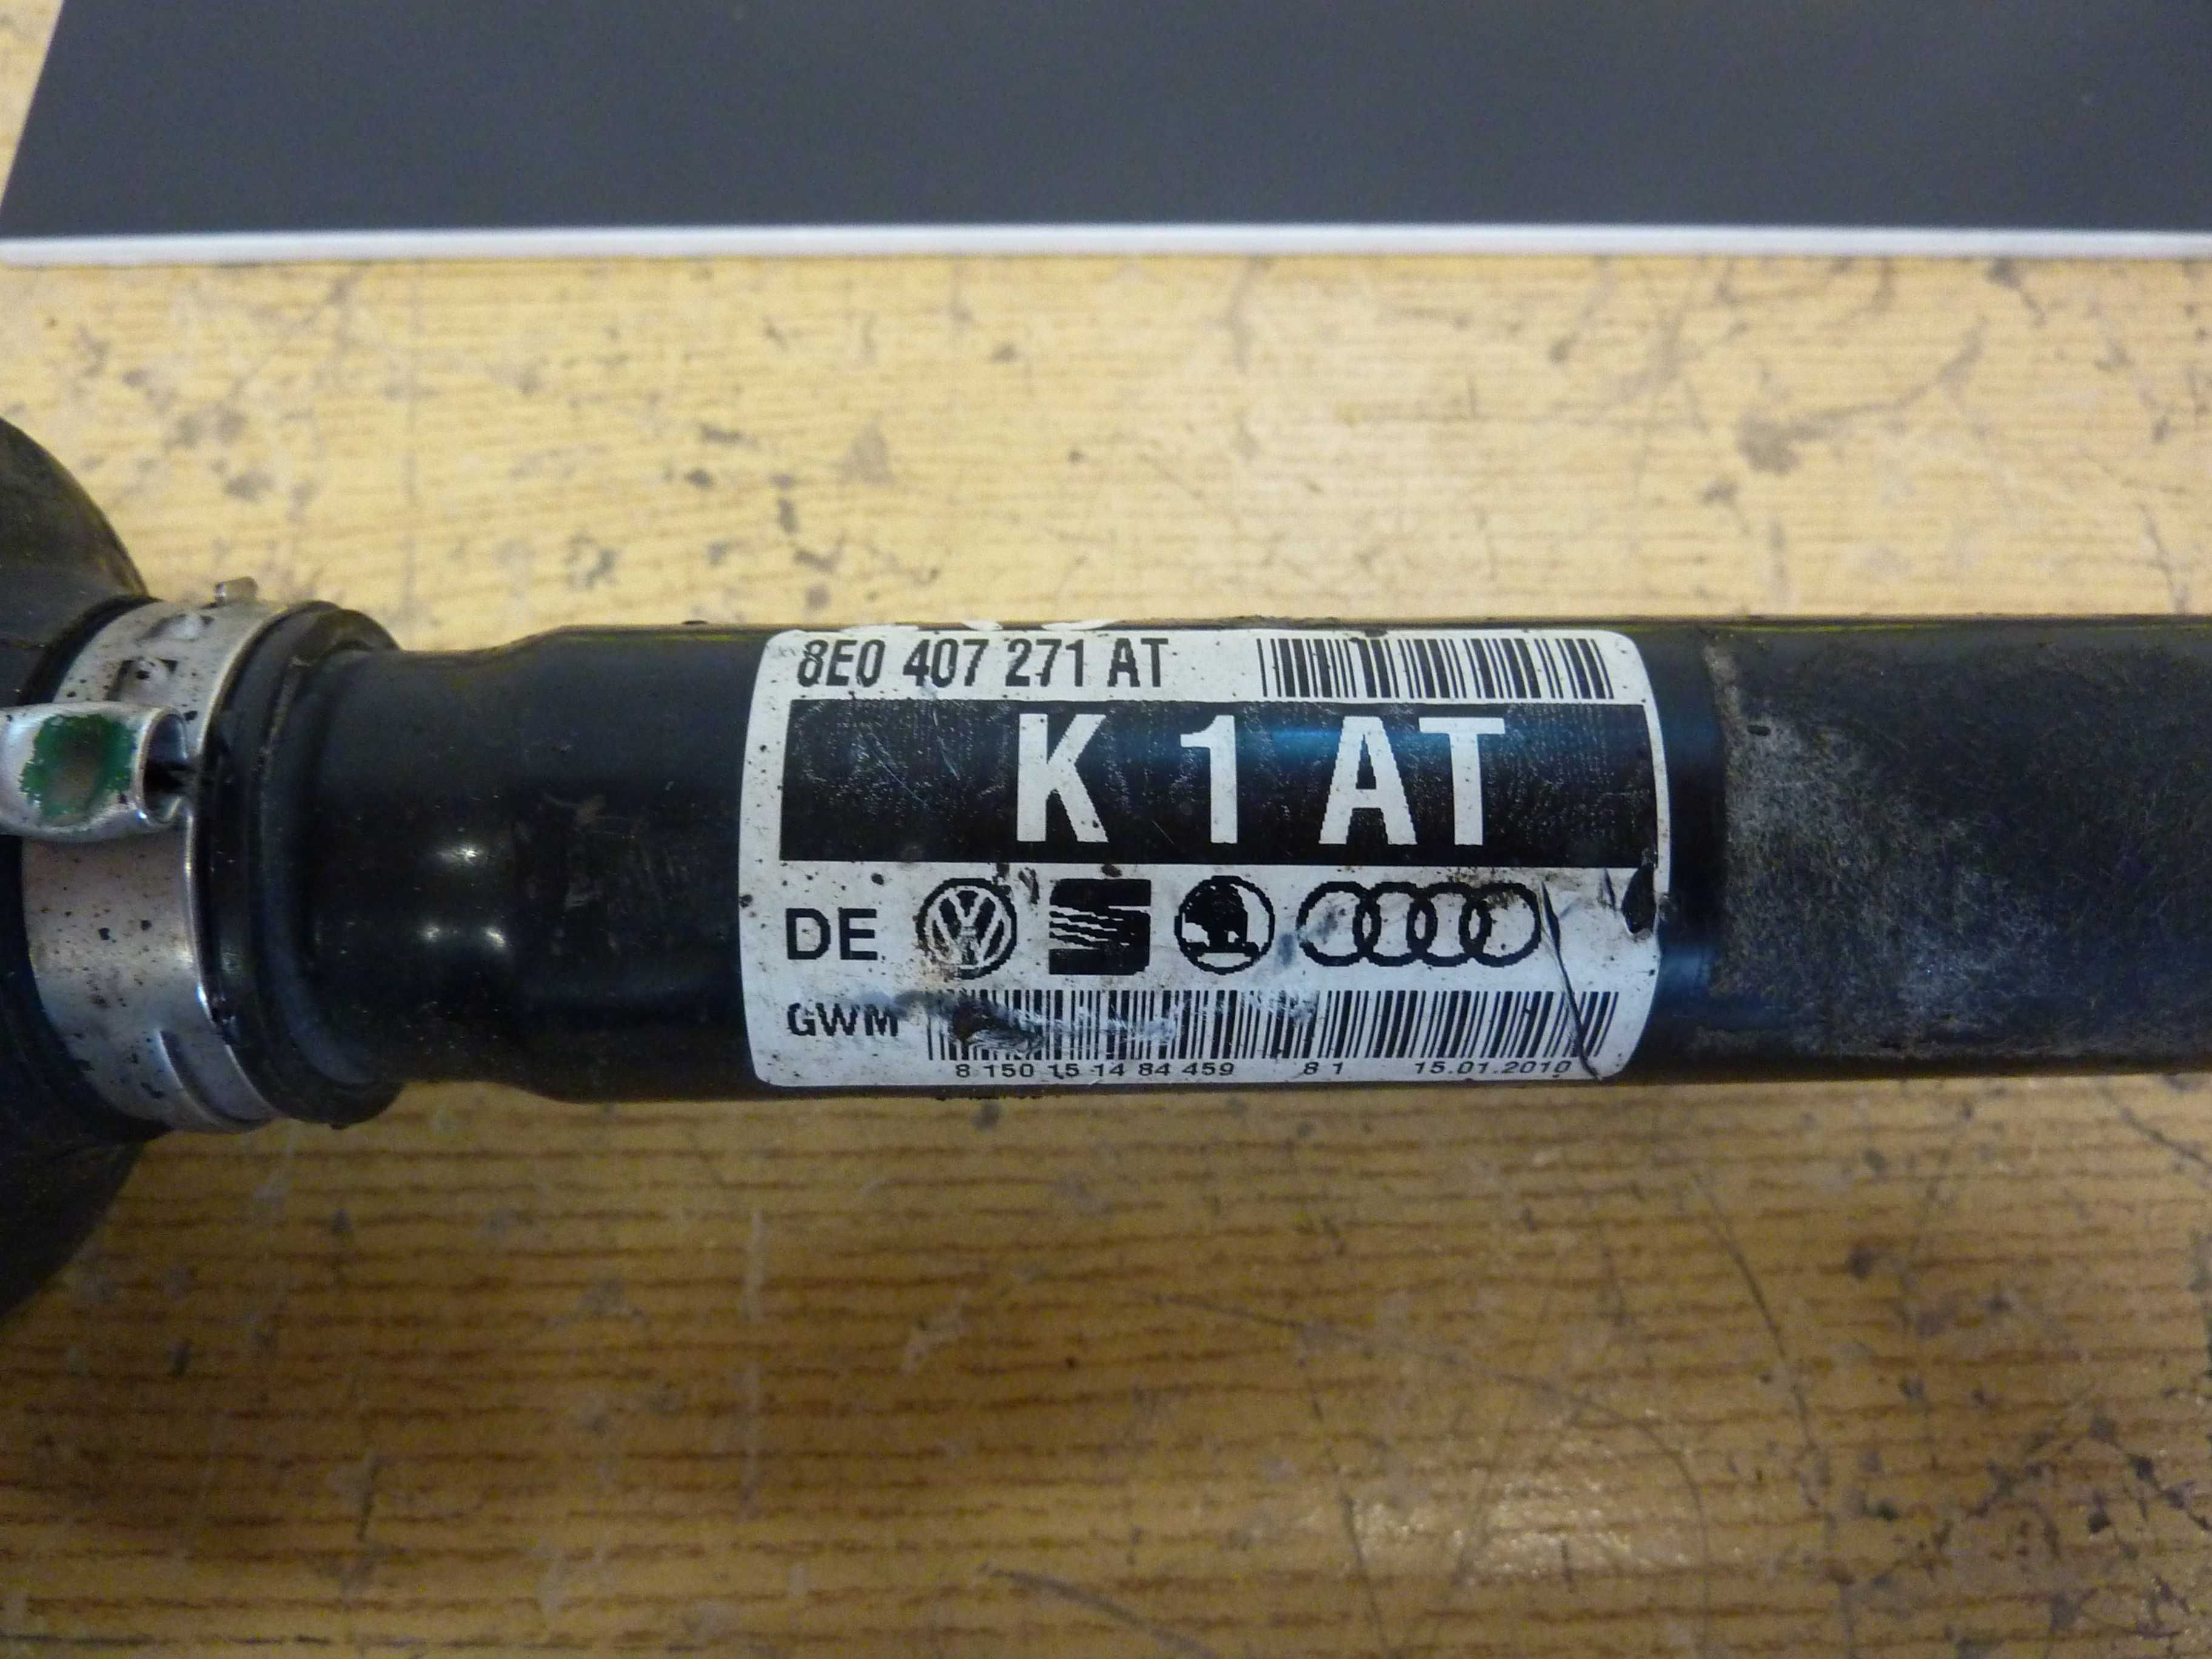 8E0 407 271 AT
K 1 AT
DE
GWM
8 150 15 14 84 459 8 1 15.01.2010